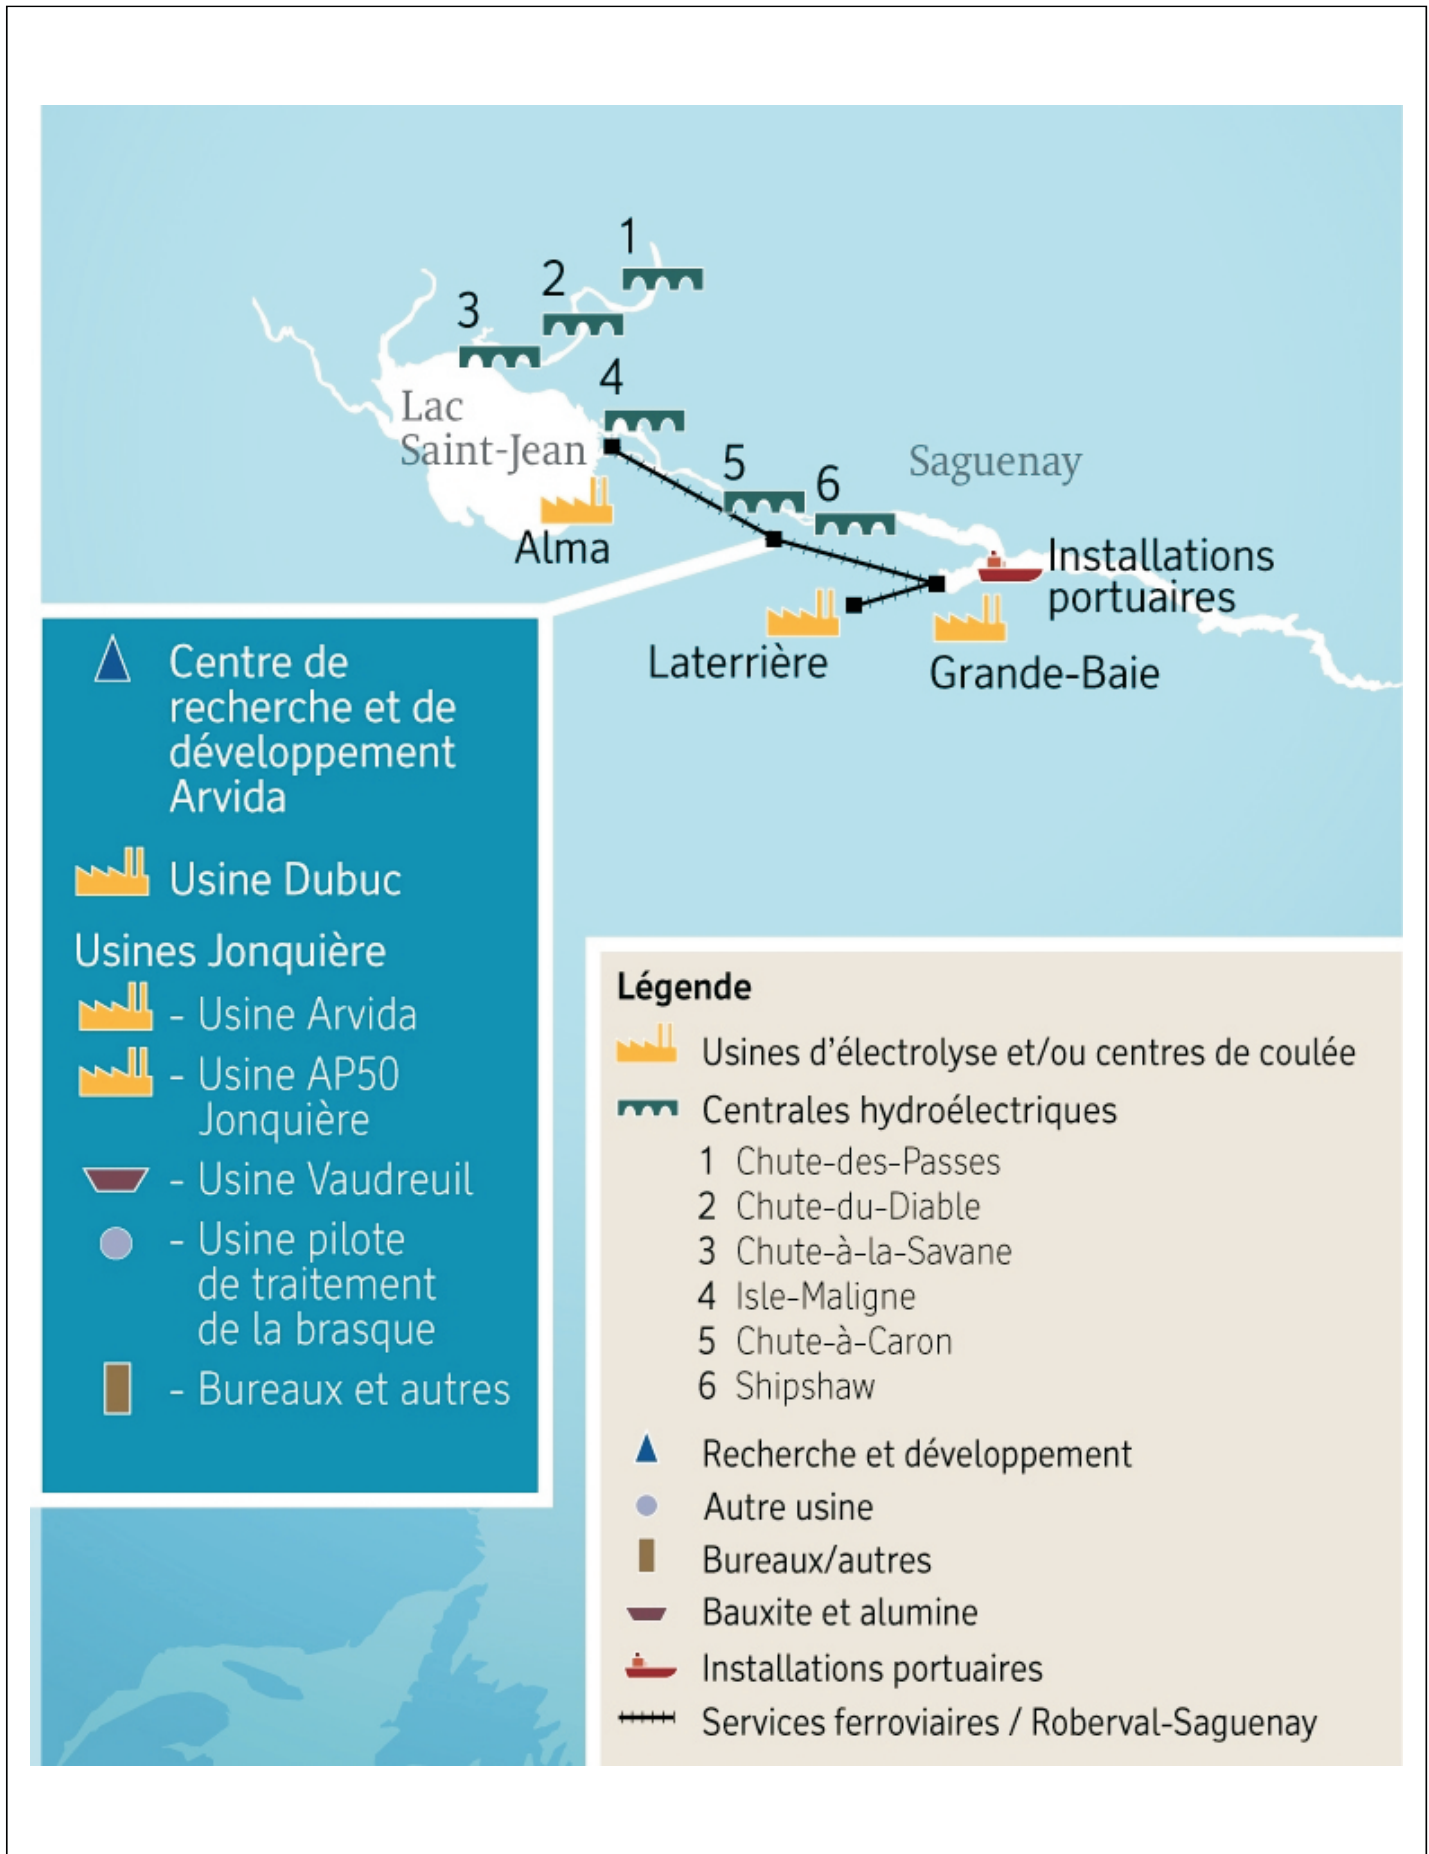 1
2
3
4
Lac
Saint-Jean
5
6
Saguenay
Alma
Installations
portuaires
Laterrière
Grande-Baie
Centre de
recherche et de
développement
Arvida
Usine Dubuc
Usines Jonquière
- Usine Arvida
- Usine AP50
Jonquière
- Usine Vaudreuil
- Usine pilote
de traitement
de la brasque
- Bureaux et autres
Légende
Usines d’électrolyse et/ou centres de coulée
Centrales hydroélectriques
1 Chute-des-Passes
2 Chute-du-Diable
3 Chute-à-la-Savane
4 Isle-Maligne
5 Chute-à-Caron
6 Shipshaw
Recherche et développement
Autre usine
Bureaux/autres
Bauxite et alumine
Installations portuaires
Services ferroviaires / Roberval-Saguenay